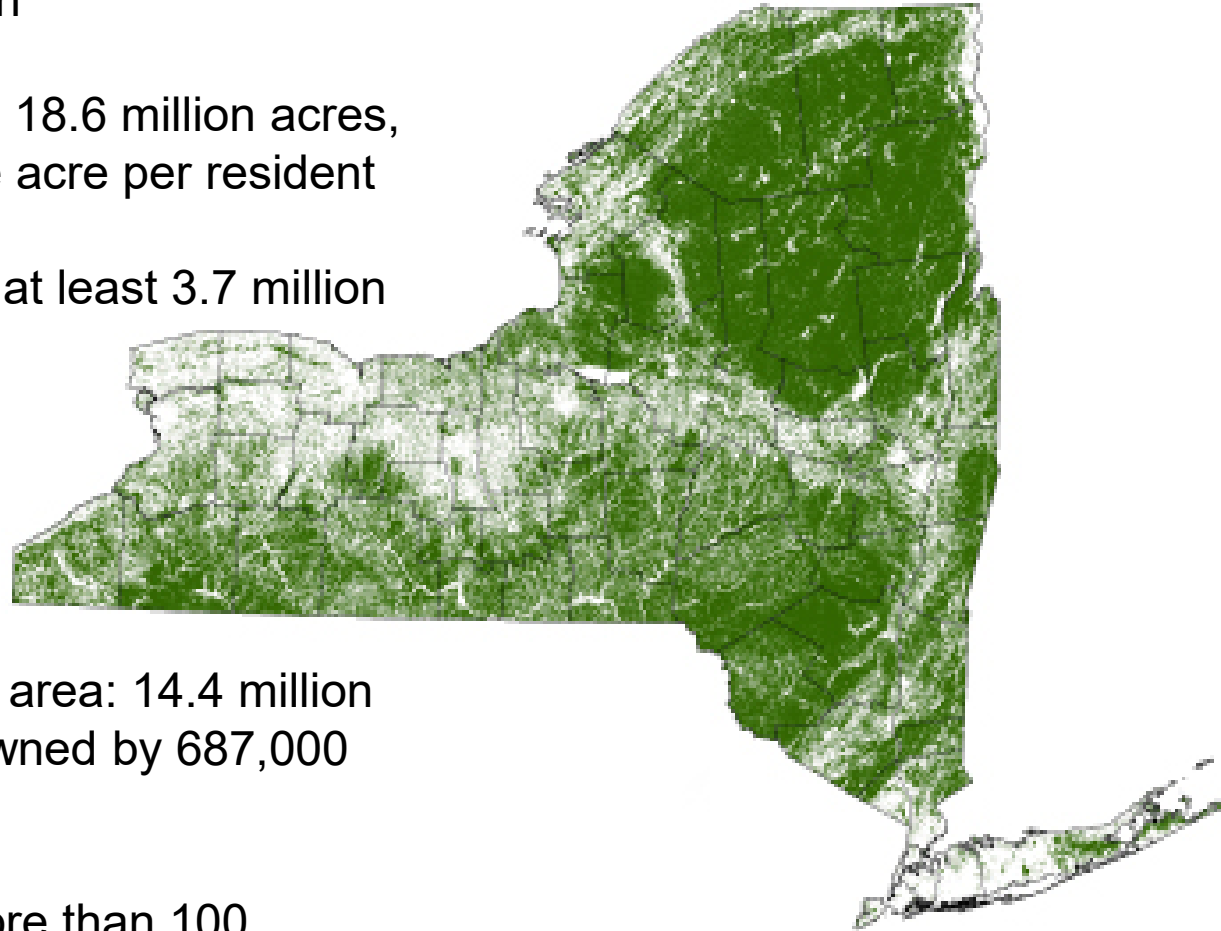 18.6 million acres,
acre per resident
at least 3.7 million
area: 14.4 million
wned by 687,000
ore than 100